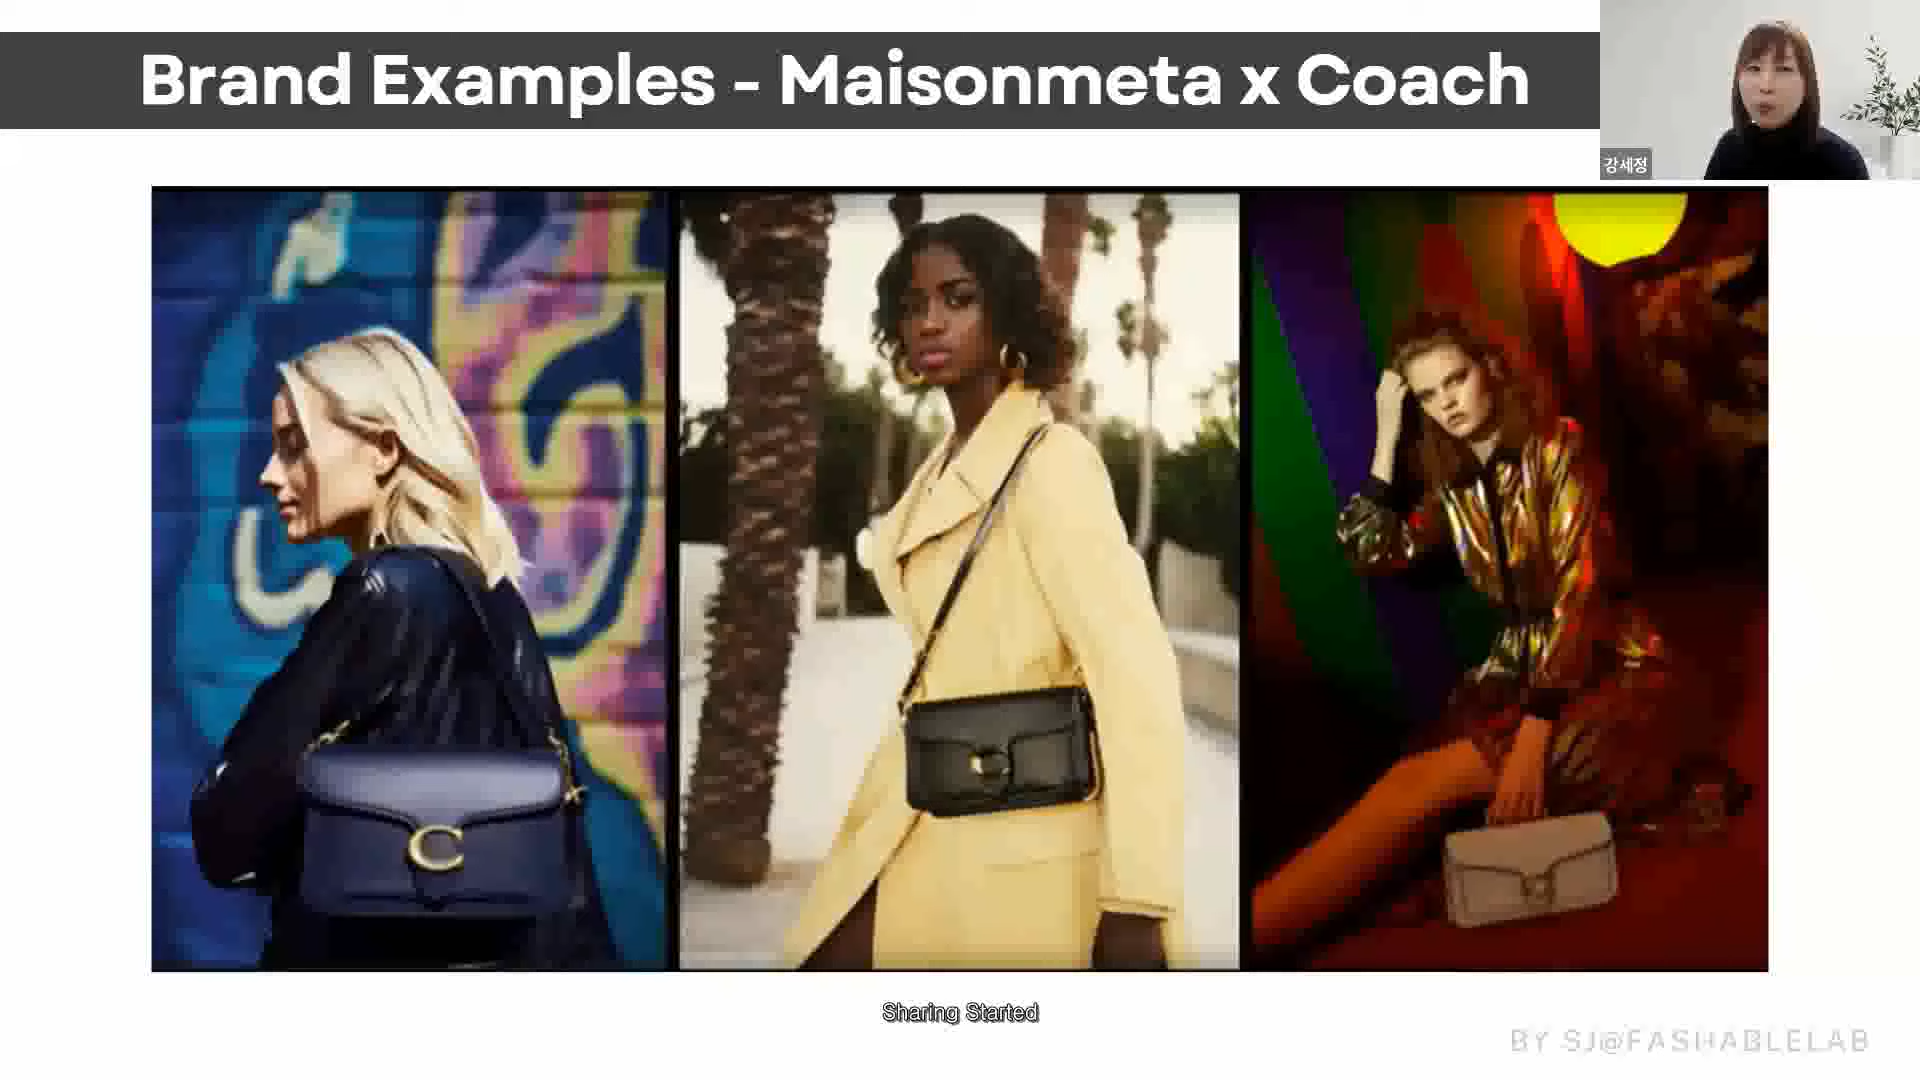 Brand Examples - Maisonmeta x Coach
강세정
C
Sharing Started
BY SJ@FASHABLELAB